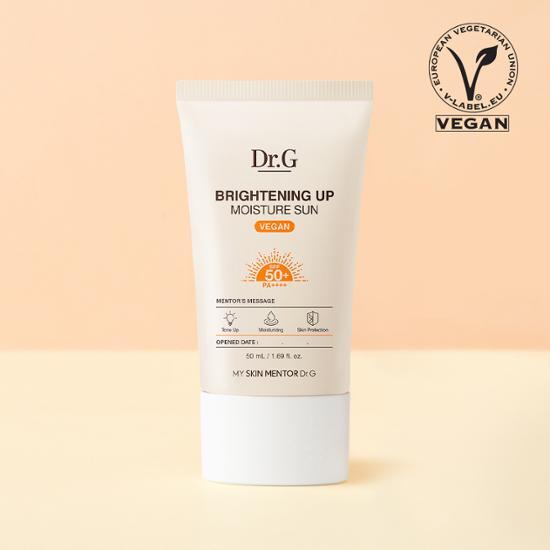 EUROPEAN VEGETARIAN UNION
V-LABEL.EU
VEGAN
Dr.G
BRIGHTENING UP
MOISTURE SUN
VEGAN
SPF
50+
PA++++
MENTOR'S MESSAGE
Tone Up Moisturizing Skin Protection
OPENED DATE : . .
50 mL / 1.69 fl. oz.
MY SKIN MENTOR Dr.G